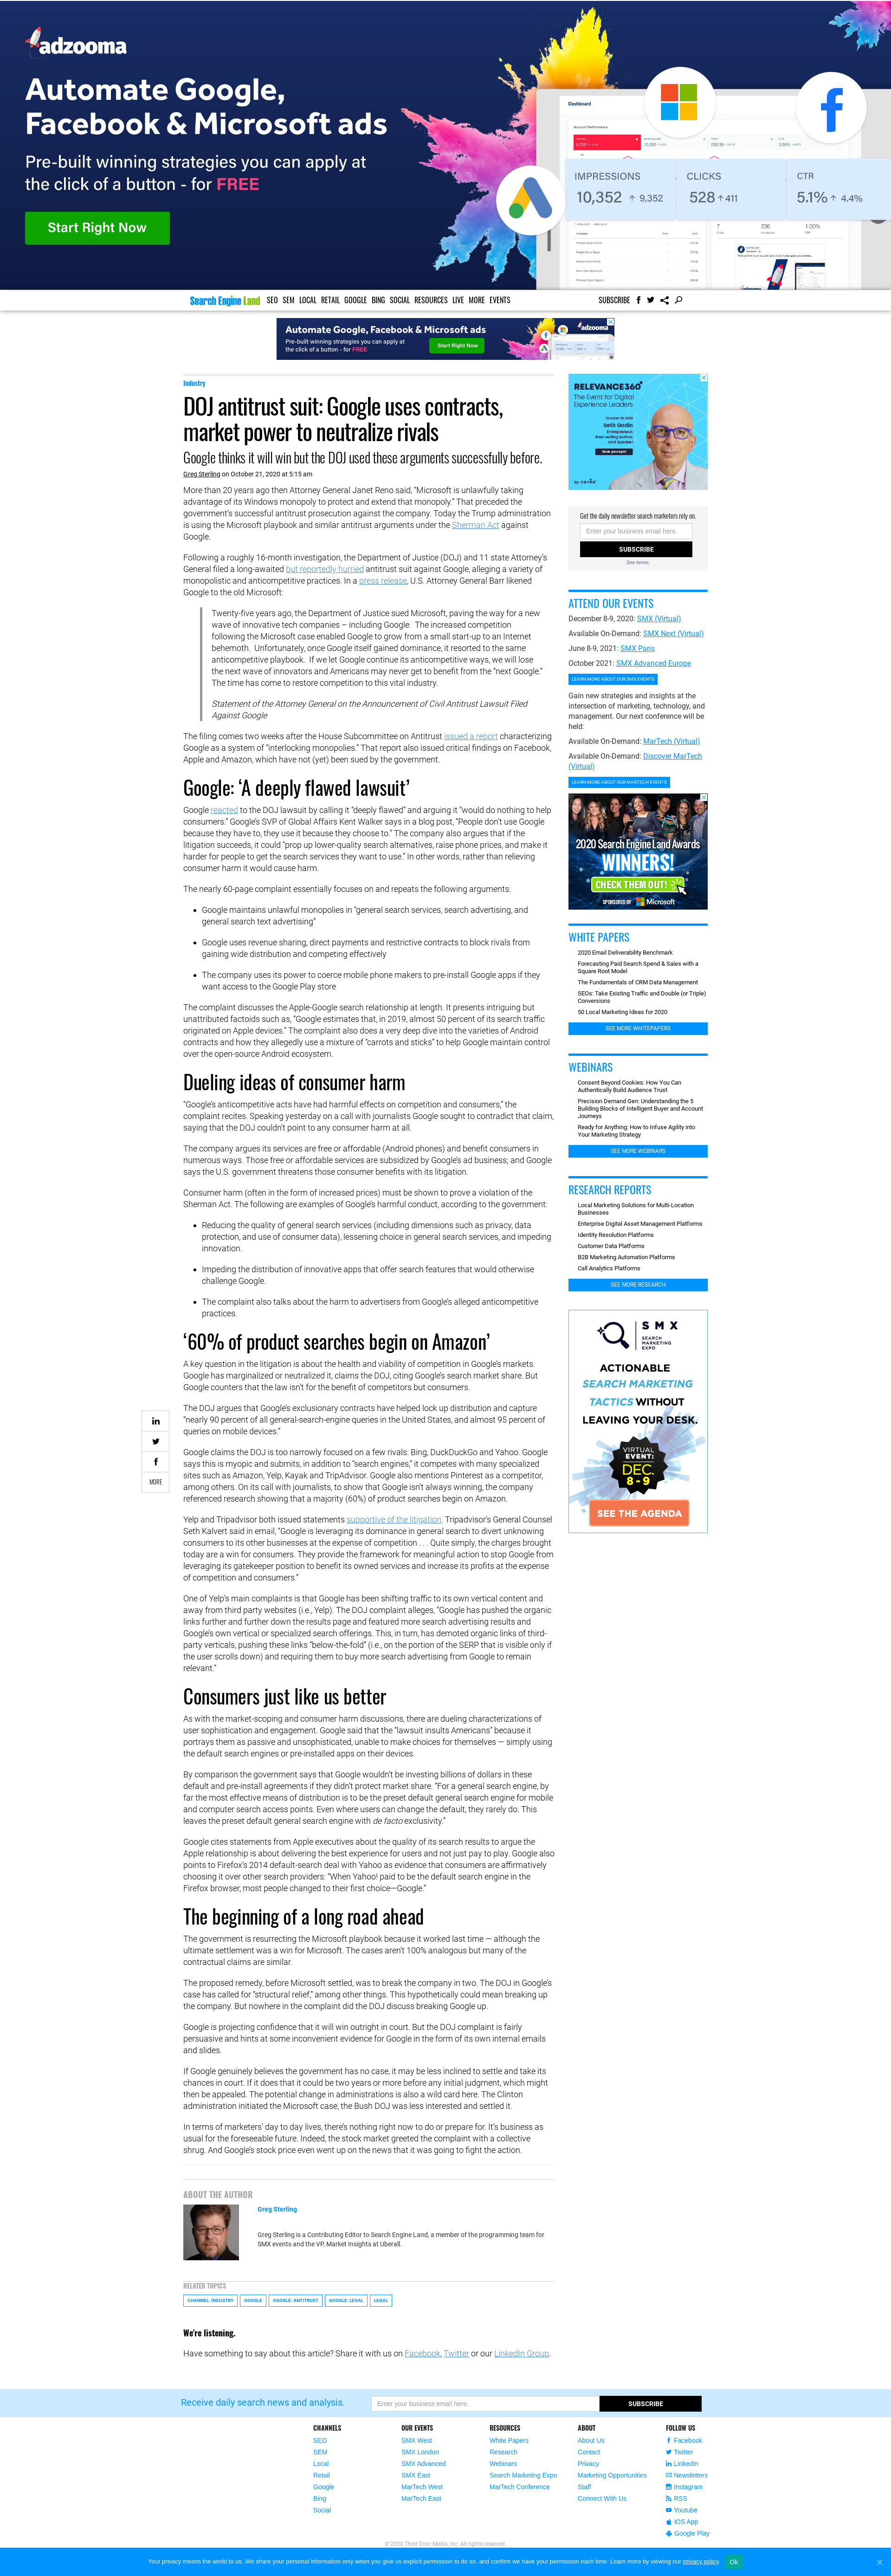 adzooma
Automate Google,
Facebook & Microsoft ads
Pre-built winning strategies you can apply at
the click of a button - for FREE
Start Right Now
Dashboard
Account Performance
IMPRESSIONS
10,352 ↑ 9,352
CLICKS
528 ↑ 411
CTR
5.1% ↑ 4.4%
Search Engine Land SEO SEM LOCAL RETAIL GOOGLE BING SOCIAL RESOURCES LIVE MORE EVENTS SUBSCRIBE
Automate Google, Facebook & Microsoft ads
Pre-built winning strategies you can apply at
the click of a button - for FREE
Start Right Now
adzooma
Industry
DOJ antitrust suit: Google uses contracts,
market power to neutralize rivals
Google thinks it will win but the DOJ used these arguments successfully before.
Greg Sterling on October 21, 2020 at 5:15 am
More than 20 years ago then Attorney General Janet Reno said, “Microsoft is unlawfully taking
advantage of its Windows monopoly to protect and extend that monopoly.” That preceded the
government’s successful antitrust prosecution against the company. Today the Trump administration
is using the Microsoft playbook and similar antitrust arguments under the Sherman Act against
Google.
Following a roughly 16-month investigation, the Department of Justice (DOJ) and 11 state Attorney’s
General filed a long-awaited but reportedly hurried antitrust suit against Google, alleging a variety of
monopolistic and anticompetitive practices. In a press release, U.S. Attorney General Barr likened
Google to the old Microsoft:
Twenty-five years ago, the Department of Justice sued Microsoft, paving the way for a new
wave of innovative tech companies – including Google. The increased competition
following the Microsoft case enabled Google to grow from a small start-up to an Internet
behemoth. Unfortunately, once Google itself gained dominance, it resorted to the same
anticompetitive playbook. If we let Google continue its anticompetitive ways, we will lose
the next wave of innovators and Americans may never benefit from the “next Google.”
The time has come to restore competition to this vital industry.
Statement of the Attorney General on the Announcement of Civil Antitrust Lawsuit Filed
Against Google
The filing comes two weeks after the House Subcommittee on Antitrust issued a report characterizing
Google as a system of “interlocking monopolies.” That report also issued critical findings on Facebook,
Apple and Amazon, which have not (yet) been sued by the government.
Google: ‘A deeply flawed lawsuit’
Google reacted to the DOJ lawsuit by calling it “deeply flawed” and arguing it “would do nothing to help
consumers.” Google’s SVP of Global Affairs Kent Walker says in a blog post, “People don’t use Google
because they have to, they use it because they choose to.” The company also argues that if the
litigation succeeds, it could “pop up lower-quality search alternatives, raise phone prices, and make it
harder for people to get the search services they want to use.” In other words, rather than relieving
consumer harm it would cause harm.
The nearly 60-page complaint essentially focuses on and repeats the following arguments:
• Google maintains unlawful monopolies in “general search services, search advertising, and
general search text advertising”
• Google uses revenue sharing, direct payments and restrictive contracts to block rivals from
gaining wide distribution and competing effectively
• The company uses its power to coerce mobile phone makers to pre-install Google apps if they
want access to the Google Play store
The complaint discusses the Apple-Google search relationship at length. It presents intriguing but
unattributed factoids such as, “Google estimates that, in 2019, almost 50 percent of its search traffic
originated on Apple devices.” The complaint also does a very deep dive into the varieties of Android
contracts and how they allegedly use a mixture of “carrots and sticks” to help Google maintain control
over the open-source Android ecosystem.
Dueling ideas of consumer harm
“Google’s anticompetitive acts have had harmful effects on competition and consumers,” the
complaint recites. Speaking yesterday on a call with journalists Google sought to contradict that claim,
saying that the DOJ couldn’t point to any consumer harm at all.
The company argues its services are free or affordable (Android phones) and benefit consumers in
numerous ways. Those free or affordable services are subsidized by Google’s ad business; and Google
says the U.S. government threatens those consumer benefits with its litigation.
Consumer harm (often in the form of increased prices) must be shown to prove a violation of the
Sherman Act. The following are examples of Google’s harmful conduct, according to the government:
• Reducing the quality of general search services (including dimensions such as privacy, data
protection, and use of consumer data), lessening choice in general search services, and impeding
innovation.
• Impeding the distribution of innovative apps that offer search features that would otherwise
challenge Google.
• The complaint also talks about the harm to advertisers from Google’s alleged anticompetitive
practices.
‘60% of product searches begin on Amazon’
A key question in the litigation is about the health and viability of competition in Google’s markets.
Google has marginalized or neutralized it, claims the DOJ, citing Google’s search market share. But
Google counters that the law isn’t for the benefit of competitors but consumers.
The DOJ argues that Google’s exclusionary contracts have helped lock up distribution and capture
“nearly 90 percent of all general-search-engine queries in the United States, and almost 95 percent of
queries on mobile devices.”
Google claims the DOJ is too narrowly focused on a few rivals: Bing, DuckDuckGo and Yahoo. Google
says this is myopic and submits, in addition to “search engines,” it competes with many specialized
sites such as Amazon, Yelp, Kayak and TripAdvisor. Google also mentions Pinterest as a competitor,
among others. On its call with journalists, to show that Google isn’t always winning, the company
referenced research showing that a majority (60%) of product searches begin on Amazon.
Yelp and Tripadvisor both issued statements supportive of the litigation. Tripadvisor’s General Counsel
Seth Kalvert said in email, “Google is leveraging its dominance in general search to divert unknowing
consumers to its other businesses at the expense of competition . . . Quite simply, the charges brought
today are a win for consumers. They provide the framework for meaningful action to stop Google from
leveraging its gatekeeper position to benefit its owned services and increase its profits at the expense
of competition and consumers.”
One of Yelp’s main complaints is that Google has been shifting traffic to its own vertical content and
away from third party websites (i.e., Yelp). The DOJ complaint alleges, “Google has pushed the organic
links further and further down the results page and featured more search advertisements and
Google’s own vertical or specialized search offerings. This, in turn, has demoted organic links of third-
party verticals, pushing these links “below-the-fold” (i.e., on the portion of the SERP that is visible only if
the user scrolls down) and requiring them to buy more search advertising from Google to remain
relevant.”
Consumers just like us better
As with the market-scoping and consumer harm discussions, there are dueling characterizations of
user sophistication and engagement. Google said that the “lawsuit insults Americans” because it
portrays them as passive and unsophisticated, unable to make choices for themselves — simply using
the default search engines or pre-installed apps on their devices.
By comparison the government says that Google wouldn’t be investing billions of dollars in these
default and pre-install agreements if they didn’t protect market share. “For a general search engine, by
far the most effective means of distribution is to be the preset default general search engine for mobile
and computer search access points. Even where users can change the default, they rarely do. This
leaves the preset default general search engine with de facto exclusivity.”
Google cites statements from Apple executives about the quality of its search results to argue the
Apple relationship is about delivering the best experience for users and not just pay to play. Google also
points to Firefox’s 2014 default-search deal with Yahoo as evidence that consumers are affirmatively
choosing it over other search providers: “When Yahoo! paid to be the default search engine in the
Firefox browser, most people changed to their first choice—Google.”
The beginning of a long road ahead
The government is resurrecting the Microsoft playbook because it worked last time — although the
ultimate settlement was a win for Microsoft. The cases aren’t 100% analogous but many of the
contractual claims are similar.
The proposed remedy, before Microsoft settled, was to break the company in two. The DOJ in Google’s
case has called for “structural relief,” among other things. This hypothetically could mean breaking up
the company. But nowhere in the complaint did the DOJ discuss breaking Google up.
Google is projecting confidence that it will win outright in court. But the DOJ complaint is fairly
persuasive and hints at some inconvenient evidence for Google in the form of its own internal emails
and slides.
If Google genuinely believes the government has no case, it may be less inclined to settle and take its
chances in court. If it does that it could be two years or more before any initial judgment, which might
then be appealed. The potential change in administrations is also a wild card here. The Clinton
administration initiated the Microsoft case, the Bush DOJ was less interested and settled it.
In terms of marketers’ day to day lives, there’s nothing right now to do or prepare for. It’s business as
usual for the foreseeable future. Indeed, the stock market greeted the complaint with a collective
shrug. And Google’s stock price even went up on the news that it was going to fight the action.
MORE
ABOUT THE AUTHOR
Greg Sterling
Greg Sterling is a Contributing Editor to Search Engine Land, a member of the programming team for
SMX events and the VP, Market Insights at Uberall.
RELATED TOPICS
CHANNEL: INDUSTRY GOOGLE GOOGLE: ANTITRUST GOOGLE: LEGAL LEGAL
We're listening.
Have something to say about this article? Share it with us on Facebook, Twitter or our LinkedIn Group.
RELEVANCE360°
The Event for Digital
Experience Leaders
October 30, 2020
Seth Godin
Entrepreneur,
Best-selling Author,
and Speaker
Save your spot
Get the daily newsletter search marketers rely on.
Enter your business email here.
SUBSCRIBE
See terms.
ATTEND OUR EVENTS
December 8-9, 2020: SMX (Virtual)
Available On-Demand: SMX Next (Virtual)
June 8-9, 2021: SMX Paris
October 2021: SMX Advanced Europe
LEARN MORE ABOUT OUR SMX EVENTS
Gain new strategies and insights at the
intersection of marketing, technology, and
management. Our next conference will be
held:
Available On-Demand: MarTech (Virtual)
Available On-Demand: Discover MarTech
(Virtual)
LEARN MORE ABOUT OUR MARTECH EVENTS
2020 Search Engine Land Awards
WINNERS!
CHECK THEM OUT!
SPONSORED BY Microsoft
WHITE PAPERS
2020 Email Deliverability Benchmark
Forecasting Paid Search Spend & Sales with a
Square Root Model
The Fundamentals of CRM Data Management
SEOs: Take Existing Traffic and Double (or Triple)
Conversions
50 Local Marketing Ideas for 2020
SEE MORE WHITEPAPERS
WEBINARS
Consent Beyond Cookies: How You Can
Authentically Build Audience Trust
Precision Demand Gen: Understanding the 5
Building Blocks of Intelligent Buyer and Account
Journeys
Ready for Anything: How to Infuse Agility into
Your Marketing Strategy
SEE MORE WEBINARS
RESEARCH REPORTS
Local Marketing Solutions for Multi-Location
Businesses
Enterprise Digital Asset Management Platforms
Identity Resolution Platforms
Customer Data Platforms
B2B Marketing Automation Platforms
Call Analytics Platforms
SEE MORE RESEARCH
SMX
SEARCH
MARKETING
EXPO
ACTIONABLE
SEARCH MARKETING
TACTICS WITHOUT
LEAVING YOUR DESK.
VIRTUAL EVENT:
DEC.
8-9
SEE THE AGENDA
Receive daily search news and analysis. Enter your business email here. SUBSCRIBE
CHANNELS
SEO
SEM
Local
Retail
Google
Bing
Social
OUR EVENTS
SMX West
SMX London
SMX Advanced
SMX East
MarTech West
MarTech East
RESOURCES
White Papers
Research
Webinars
Search Marketing Expo
MarTech Conference
ABOUT
About Us
Contact
Privacy
Marketing Opportunities
Staff
Connect With Us
FOLLOW US
Facebook
Twitter
LinkedIn
Newsletters
Instagram
RSS
Youtube
iOS App
Google Play
© 2020 Third Door Media, Inc. All rights reserved.
Your privacy means the world to us. We share your personal information only when you give us explicit permission to do so, and confirm we have your permission each time. Learn more by viewing our privacy policy. Ok